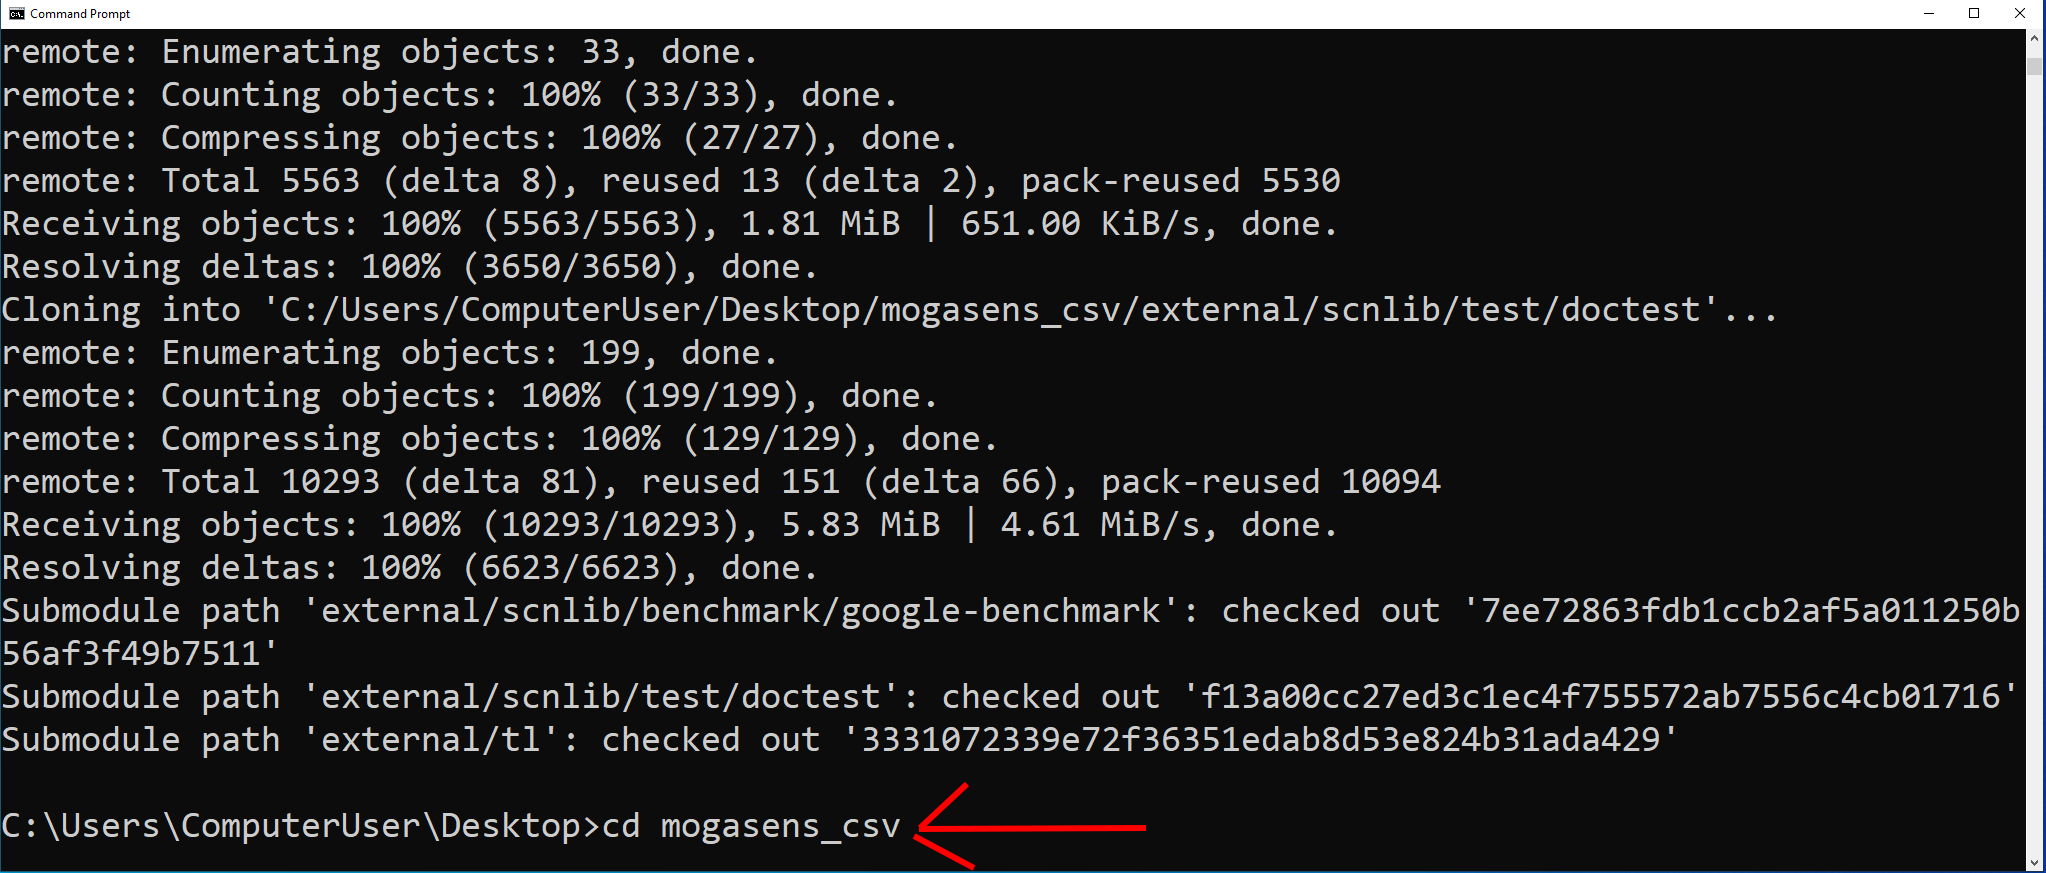 Command Prompt
remote: Enumerating objects: 33, done.
remote: Counting objects: 100% (33/33), done.
remote: Compressing objects: 100% (27/27), done.
remote: Total 5563 (delta 8), reused 13 (delta 2), pack-reused 5530
Receiving objects: 100% (5563/5563), 1.81 MiB | 651.00 KiB/s, done.
Resolving deltas: 100% (3650/3650), done.
Cloning into 'C:/Users/ComputerUser/Desktop/mogasens_csv/external/scnlib/test/doctest'...
remote: Enumerating objects: 199, done.
remote: Counting objects: 100% (199/199), done.
remote: Compressing objects: 100% (129/129), done.
remote: Total 10293 (delta 81), reused 151 (delta 66), pack-reused 10094
Receiving objects: 100% (10293/10293), 5.83 MiB | 4.61 MiB/s, done.
Resolving deltas: 100% (6623/6623), done.
Submodule path 'external/scnlib/benchmark/google-benchmark': checked out '7ee72863fdb1ccb2af5a011250b
56af3f49b7511'
Submodule path 'external/scnlib/test/doctest': checked out 'f13a00cc27ed3c1ec4f755572ab7556c4cb01716'
Submodule path 'external/tl': checked out '3331072339e72f36351edab8d53e824b31ada429'
C:\Users\ComputerUser\Desktop>cd mogasens_csv